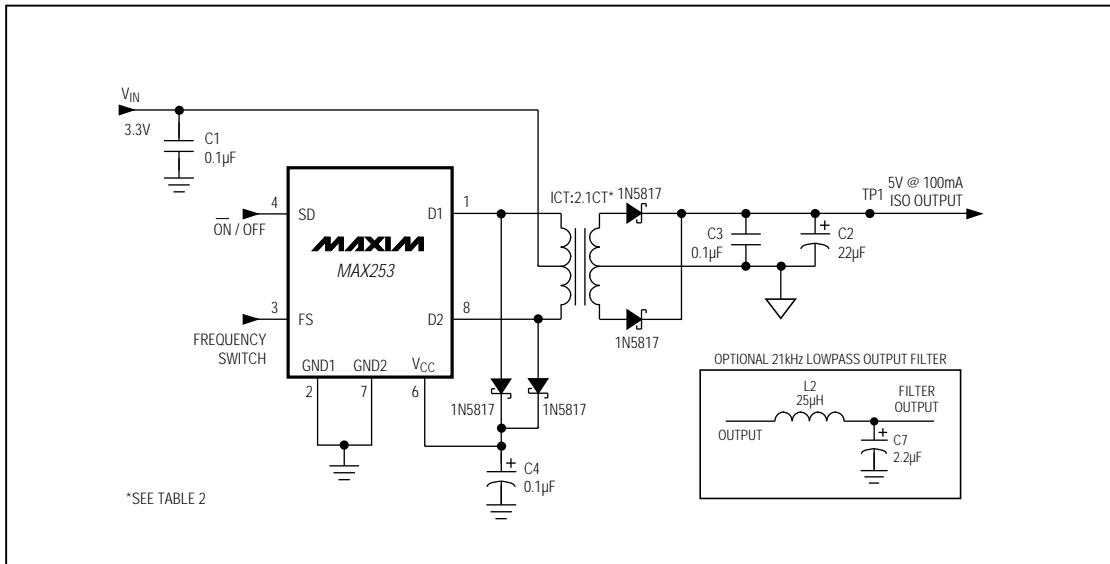 V_IN
3.3V
C1
0.1µF
4
SD
ON / OFF
3
FS
FREQUENCY
SWITCH
MAXIM
MAX253
1
D1
8
D2
GND1
GND2
V_CC
2
7
6
1N5817
1N5817
C4
0.1µF
*SEE TABLE 2
ICT:2.1CT*
1N5817
1N5817
C3
0.1µF
+
C2
22µF
TP1
5V @ 100mA
ISO OUTPUT
OPTIONAL 21kHz LOWPASS OUTPUT FILTER
L2
25µH
OUTPUT
FILTER
OUTPUT
+
C7
2.2µF
+